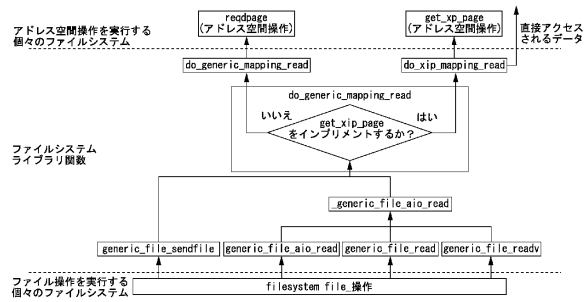 アドレス空間操作を実行する
個々のファイルシステム
reqdpage
(アドレス空間操作)
get_xp_page
(アドレス空間操作)
直接アクセス
されるデータ
do_generic_mapping_read
do_xip_mapping_read
do_generic_mapping_read
いいえ
はい
get_xip_page
をインプリメントするか?
ファイルシステム
ライブラリ関数
_generic_file_aio_read
generic_file_sendfile
generic_file_aio_read
generic_file_read
generic_file_readv
ファイル操作を実行する
個々のファイルシステム
filesystem file_操作